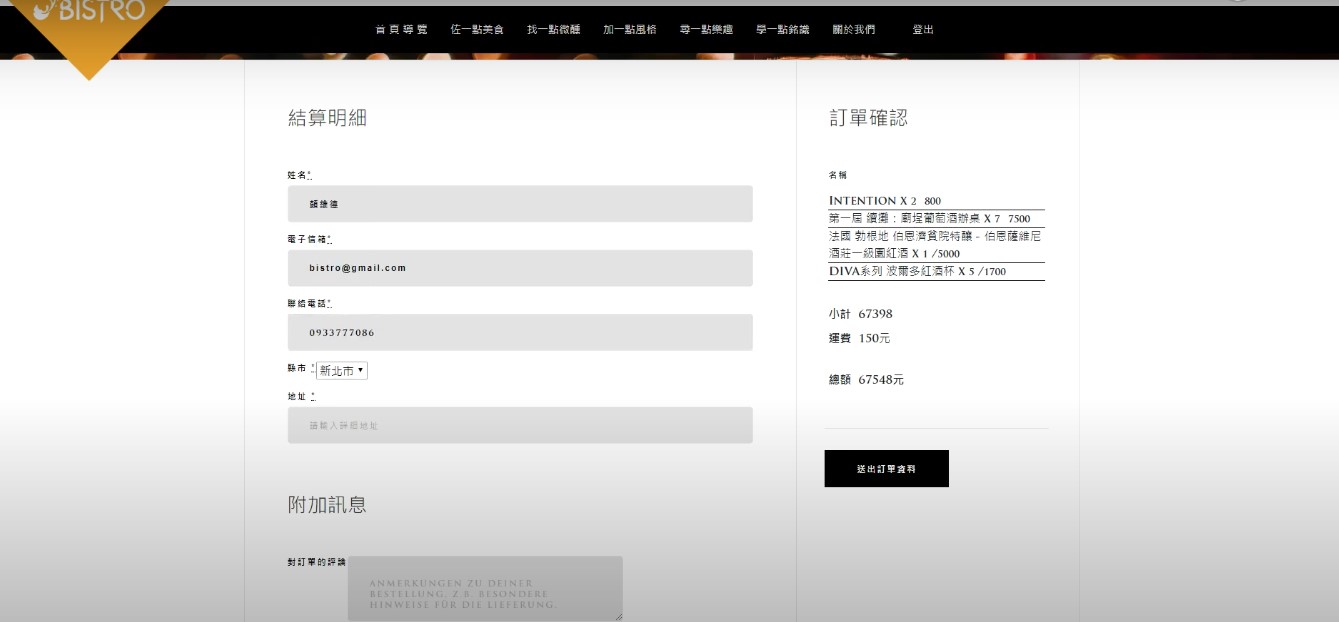 BISTRO
首 頁 導 覽 佐一點美食 找一點微醺 加一點風格 尋一點樂趣 學一點銘識 關於我們 登出
結算明細
姓名*
顏維德
電子信箱*
bistro@gmail.com
聯絡電話*
0933777086
縣市 * 新北市
地址 *
請輸入詳細地址
附加訊息
對訂單的評論
ANMERKUNGEN ZU DEINER
BESTELLUNG, Z.B. BESONDERE
HINWEISE FÜR DIE LIEFERUNG.
訂單確認
名稱
INTENTION X 2 800
第一屆 續攤：廟埕葡萄酒辦桌 X 7 7500
法國 勃根地 伯恩濟貧院特釀 - 伯恩薩維尼
酒莊一級園紅酒 X 1 /5000
DIVA系列 波爾多紅酒杯 X 5 /1700
小計 67398
運費 150元
總額 67548元
送出訂單資料